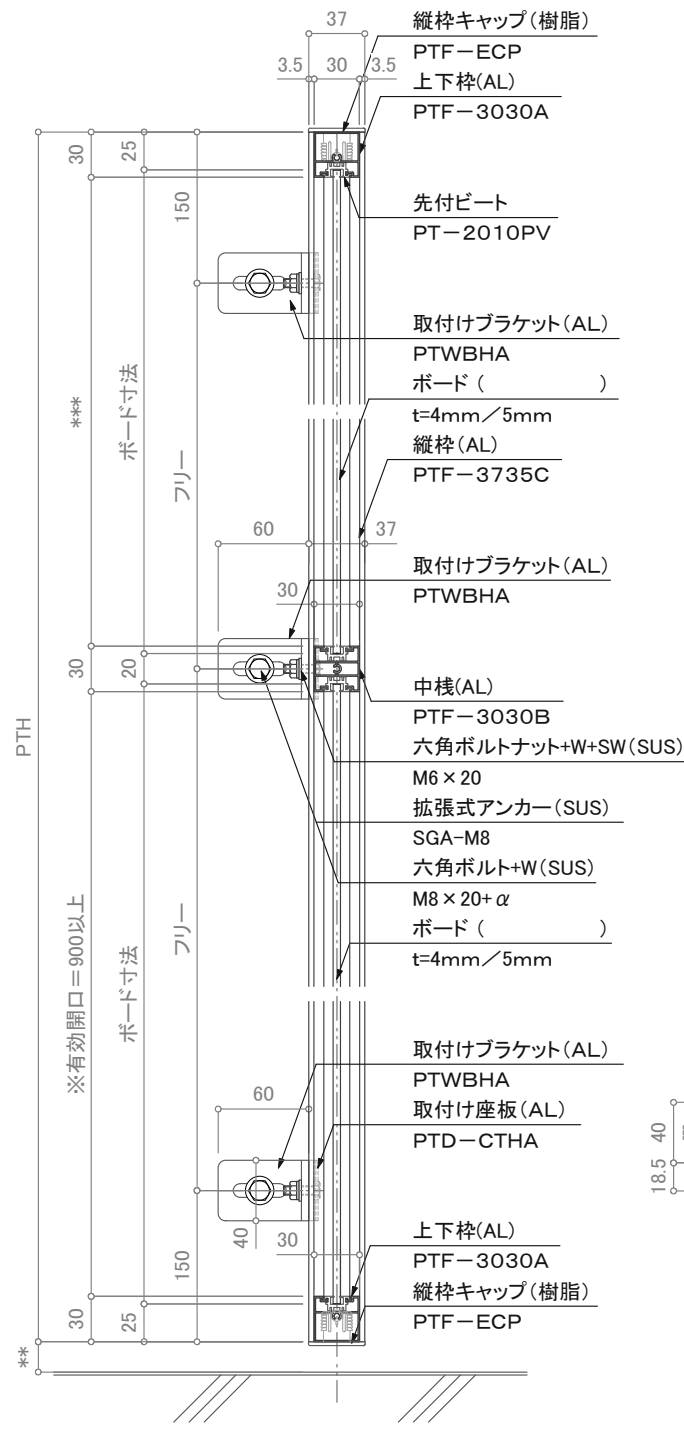 37
3.5 30 3.5
縦枠キャップ(樹脂)
PTF-ECP
上下枠(AL)
PTF-3030A
30
25
150
先付ビート
PT-2010PV
取付けブラケット(AL)
PTWBHA
ボード(　　　　)
t=4mm/5mm
縦枠(AL)
PTF-3735C
***
ボード寸法
フリー
60
37
30
取付けブラケット(AL)
PTWBHA
30
20
PTH
中桟(AL)
PTF-3030B
六角ボルトナット+W+SW(SUS)
M6×20
拡張式アンカー(SUS)
SGA-M8
六角ボルト+W(SUS)
M8×20+α
ボード(　　　　)
t=4mm/5mm
※有効開口=900以上
ボード寸法
フリー
取付けブラケット(AL)
PTWBHA
60
取付け座板(AL)
PTD-CTHA
40
18.5
40
30
150
上下枠(AL)
PTF-3030A
縦枠キャップ(樹脂)
PTF-ECP
30
25
**